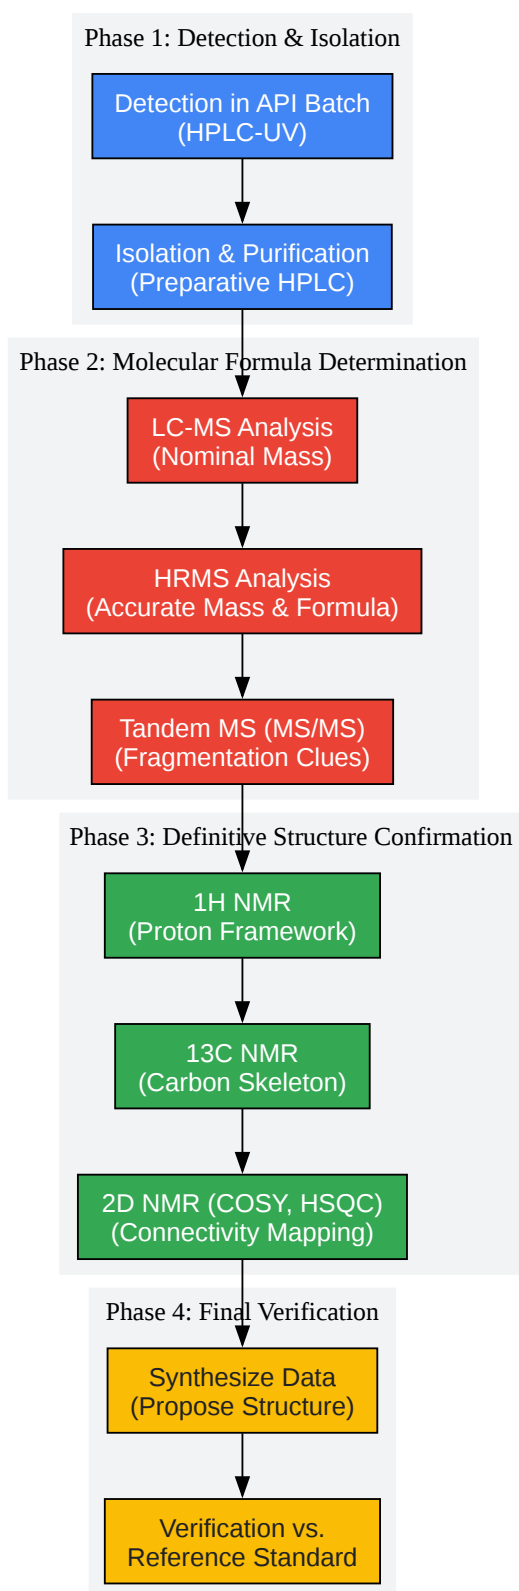 Phase 1: Detection & Isolation
Detection in API Batch
(HPLC-UV)
Isolation & Purification
(Preparative HPLC)
Phase 2: Molecular Formula Determination
LC-MS Analysis
(Nominal Mass)
HRMS Analysis
(Accurate Mass & Formula)
Tandem MS (MS/MS)
(Fragmentation Clues)
Phase 3: Definitive Structure Confirmation
1H NMR
(Proton Framework)
13C NMR
(Carbon Skeleton)
2D NMR (COSY, HSQC)
(Connectivity Mapping)
Phase 4: Final Verification
Synthesize Data
(Propose Structure)
Verification vs.
Reference Standard